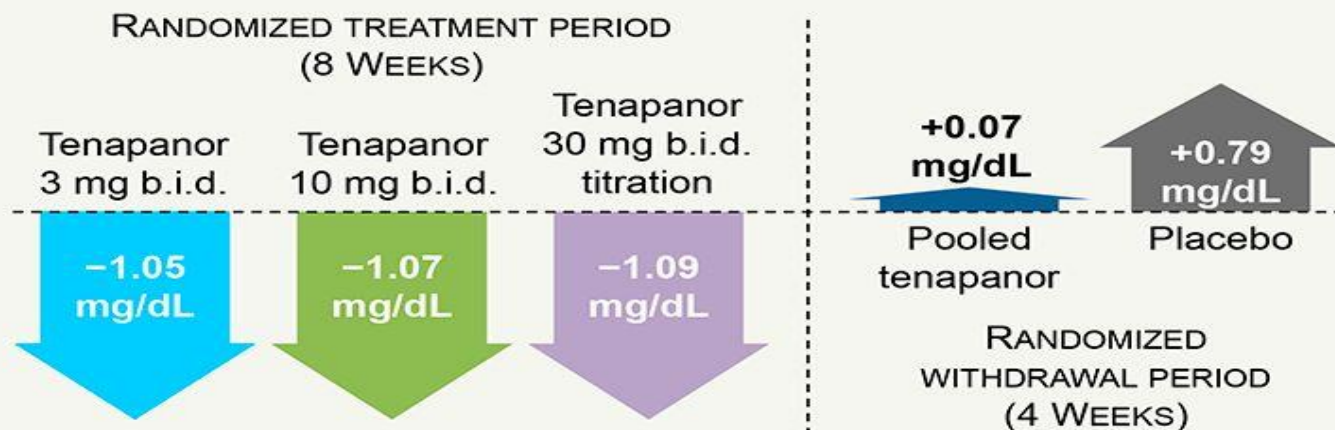 RANDOMIZED TREATMENT PERIOD
(8 WEEKS)
Tenapanor
3 mg b.i.d.
Tenapanor
10 mg b.i.d.
Tenapanor
30 mg b.i.d.
titration
−1.05
mg/dL
−1.07
mg/dL
−1.09
mg/dL
+0.07
mg/dL
+0.79
mg/dL
Pooled
tenapanor
Placebo
RANDOMIZED
WITHDRAWAL PERIOD
(4 WEEKS)